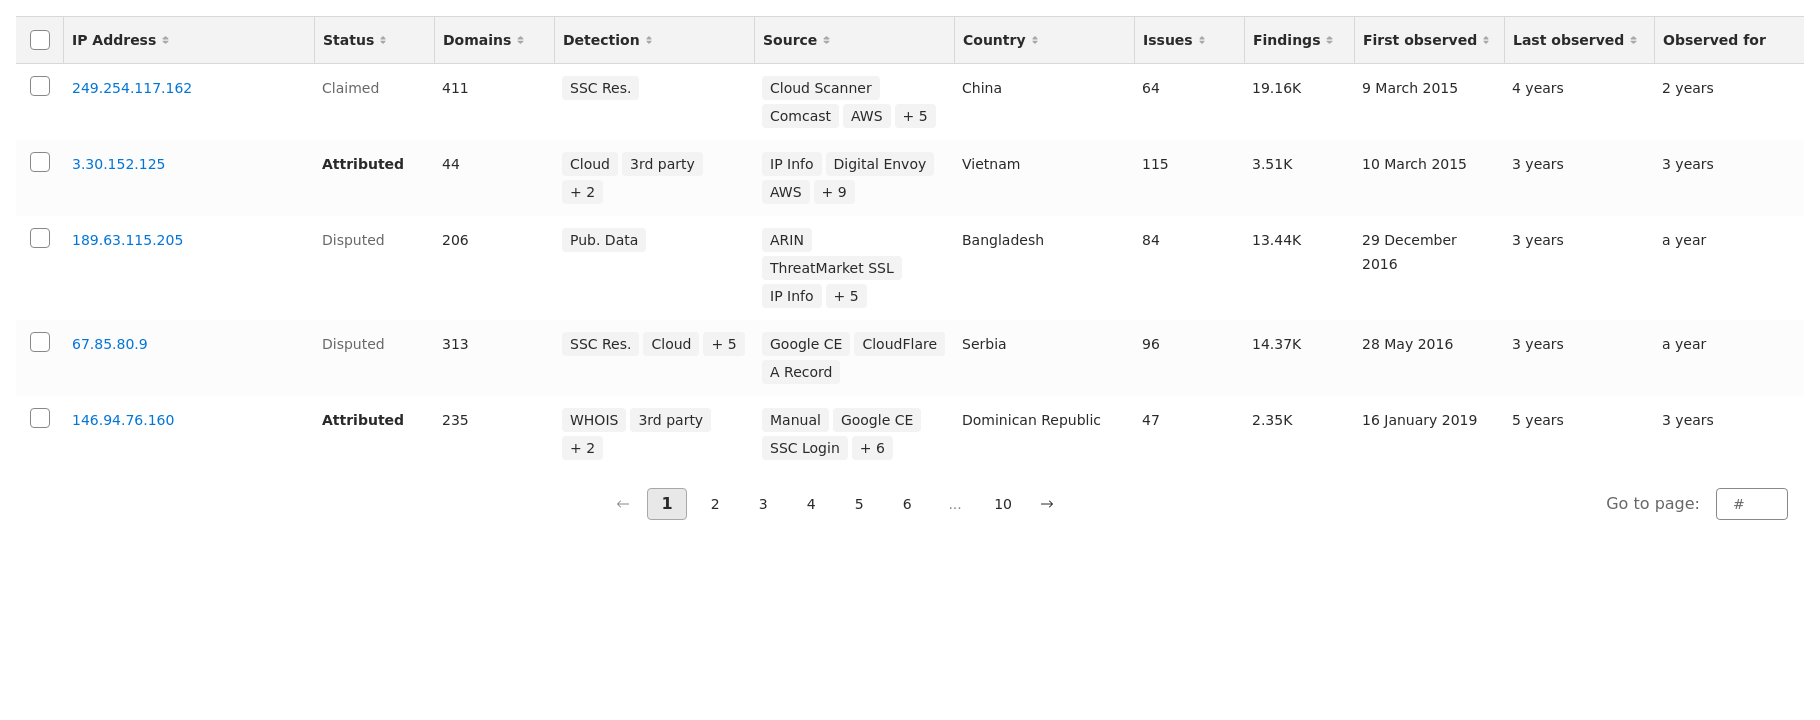 IP Address Status Domains Detection Source Country Issues Findings First observed Last observed Observed for
249.254.117.162 Claimed 411 SSC Res. Cloud Scanner China 64 19.16K 9 March 2015 4 years 2 years
Comcast AWS + 5
3.30.152.125 Attributed 44 Cloud 3rd party IP Info Digital Envoy Vietnam 115 3.51K 10 March 2015 3 years 3 years
+ 2 AWS + 9
189.63.115.205 Disputed 206 Pub. Data ARIN Bangladesh 84 13.44K 29 December 3 years a year
ThreatMarket SSL 2016
IP Info + 5
67.85.80.9 Disputed 313 SSC Res. Cloud + 5 Google CE CloudFlare Serbia 96 14.37K 28 May 2016 3 years a year
A Record
146.94.76.160 Attributed 235 WHOIS 3rd party Manual Google CE Dominican Republic 47 2.35K 16 January 2019 5 years 3 years
+ 2 SSC Login + 6
← 1 2 3 4 5 6 ... 10 → Go to page: #